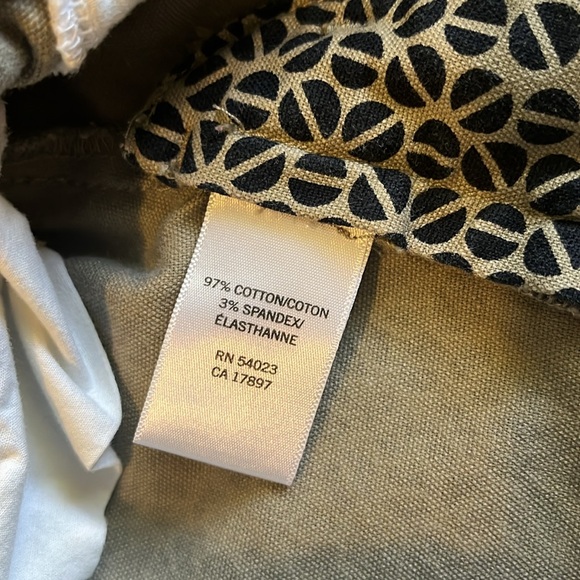 97% COTTON/COTON
3% SPANDEX/
ÉLASTHANNE
RN 54023
CA 17897